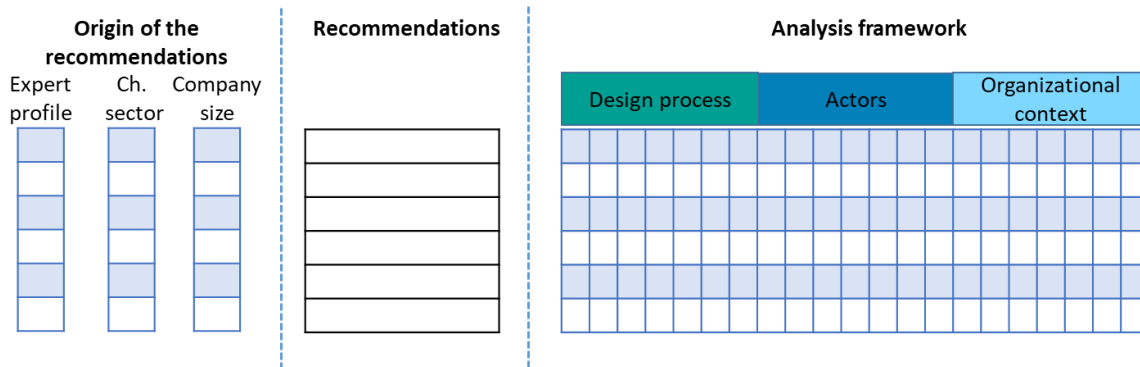 Origin of the
recommendations
Recommendations
Analysis framework
Expert
profile
Ch.
sector
Company
size
Design process
Actors
Organizational
context